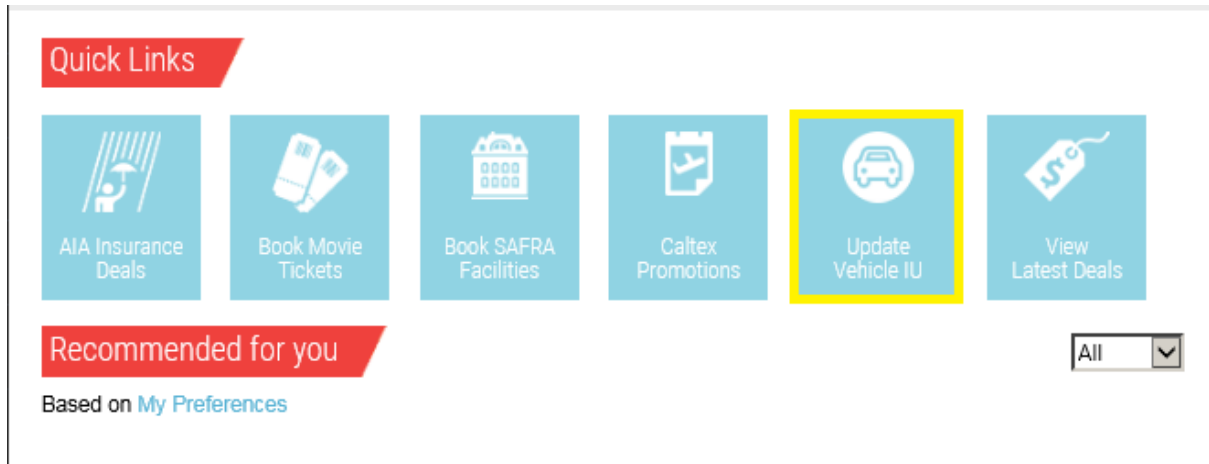 Quick Links
AIA Insurance
Deals
Book Movie
Tickets
Book SAFRA
Facilities
Caltex
Promotions
Update
Vehicle IU
View
Latest Deals
Recommended for you
All
Based on My Preferences